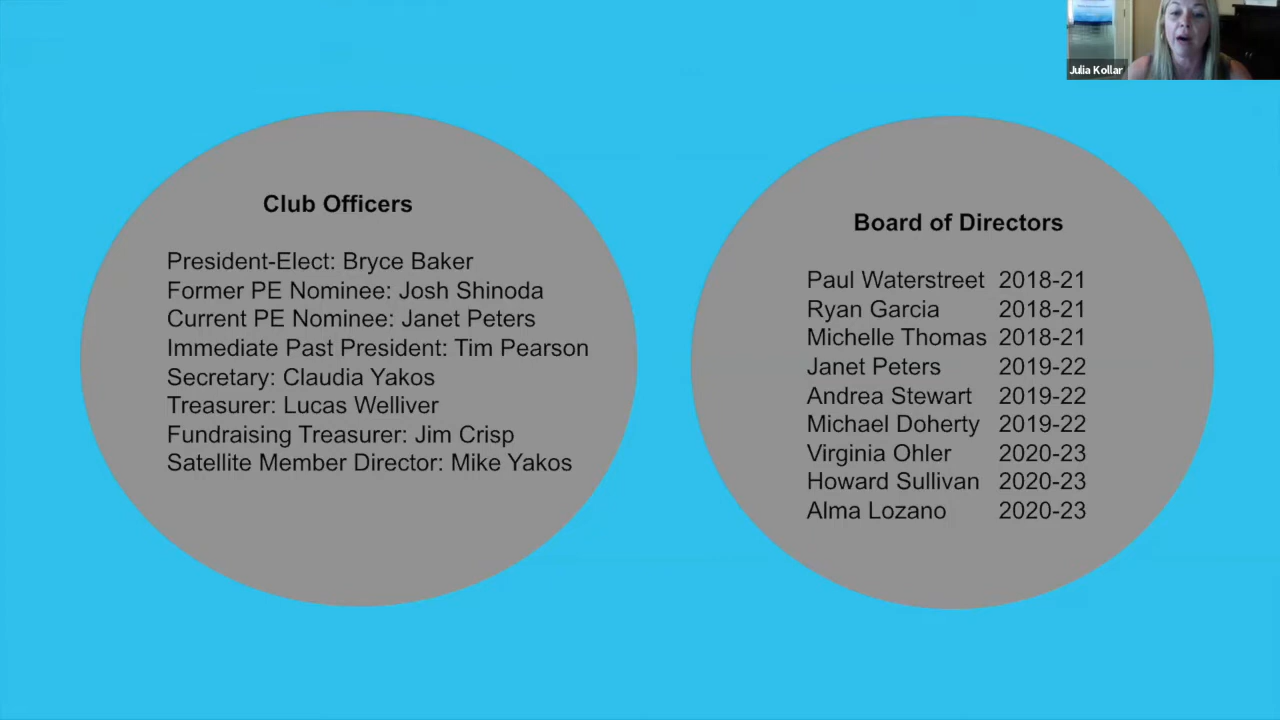 Julia Kollar
Club Officers
President-Elect: Bryce Baker
Former PE Nominee: Josh Shinoda
Current PE Nominee: Janet Peters
Immediate Past President: Tim Pearson
Secretary: Claudia Yakos
Treasurer: Lucas Welliver
Fundraising Treasurer: Jim Crisp
Satellite Member Director: Mike Yakos
Board of Directors
Paul Waterstreet 2018-21
Ryan Garcia 2018-21
Michelle Thomas 2018-21
Janet Peters 2019-22
Andrea Stewart 2019-22
Michael Doherty 2019-22
Virginia Ohler 2020-23
Howard Sullivan 2020-23
Alma Lozano 2020-23